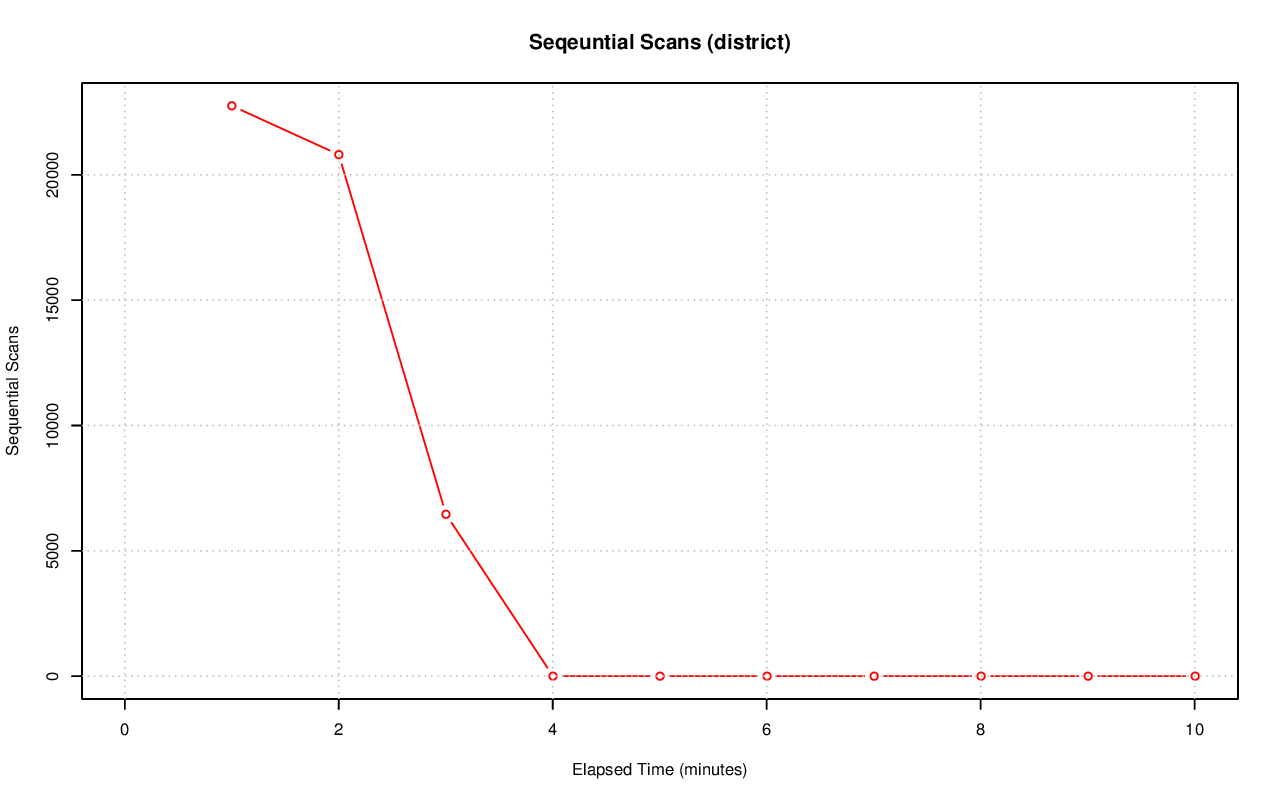 Seqeuntial Scans (district)
Sequential Scans
20000
15000
10000
5000
0
0 2 4 6 8 10
Elapsed Time (minutes)